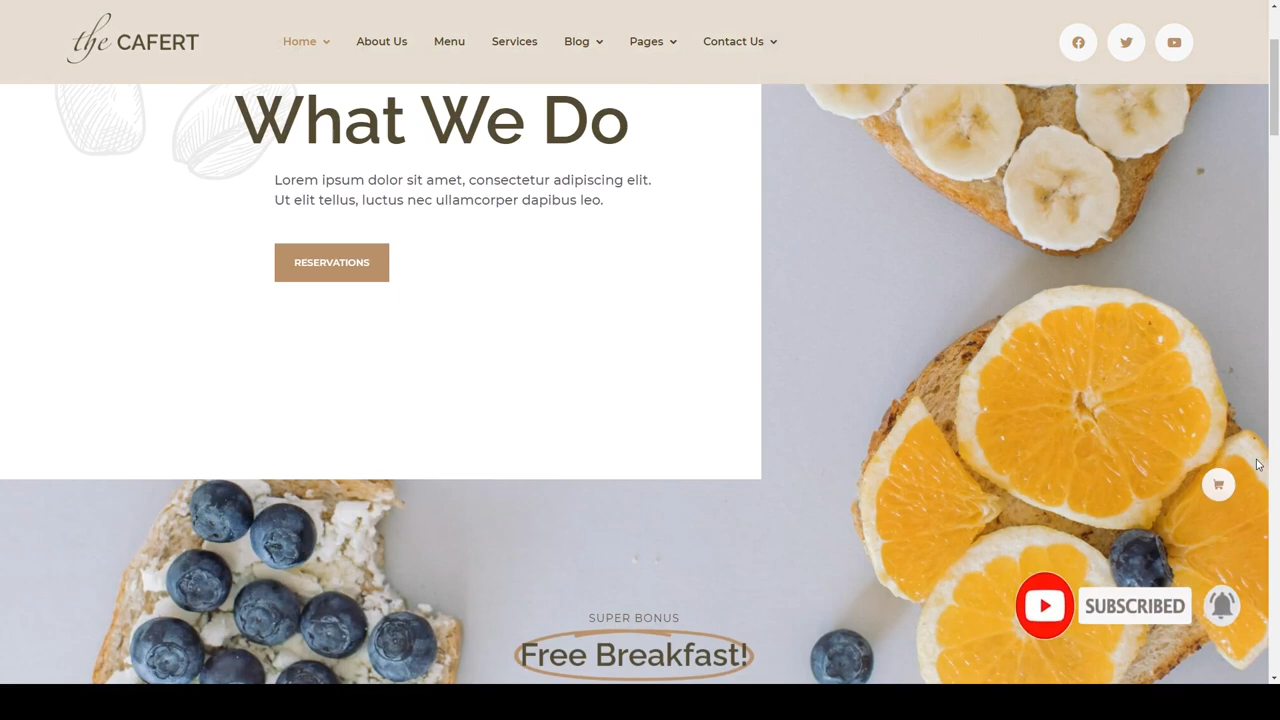 the CAFERT
Home About Us Menu Services Blog Pages Contact Us
What We Do
Lorem ipsum dolor sit amet, consectetur adipiscing elit.
Ut elit tellus, luctus nec ullamcorper dapibus leo.
RESERVATIONS
SUPER BONUS
Free Breakfast!
SUBSCRIBED